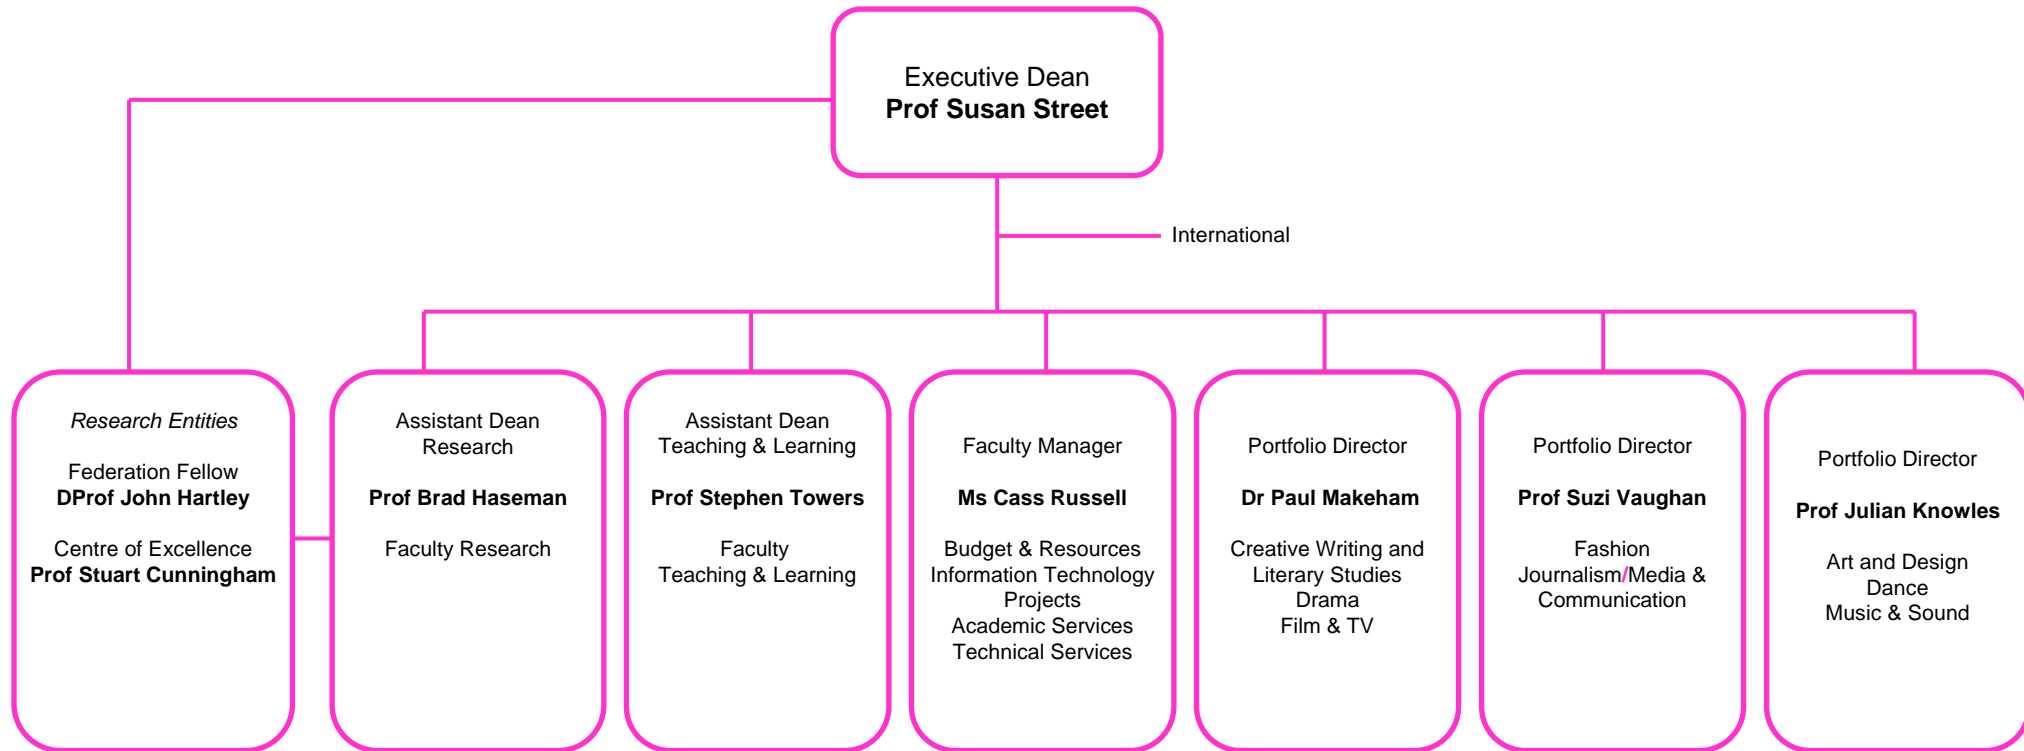 Executive Dean
Prof Susan Street
International
Research Entities
Federation Fellow
DProf John Hartley
Centre of Excellence
Prof Stuart Cunningham
Assistant Dean
Research
Prof Brad Haseman
Faculty Research
Assistant Dean
Teaching & Learning
Prof Stephen Towers
Faculty
Teaching & Learning
Faculty Manager
Ms Cass Russell
Budget & Resources
Information Technology
Projects
Academic Services
Technical Services
Portfolio Director
Dr Paul Makeham
Creative Writing and
Literary Studies
Drama
Film & TV
Portfolio Director
Prof Suzi Vaughan
Fashion
Journalism/Media &
Communication
Portfolio Director
Prof Julian Knowles
Art and Design
Dance
Music & Sound